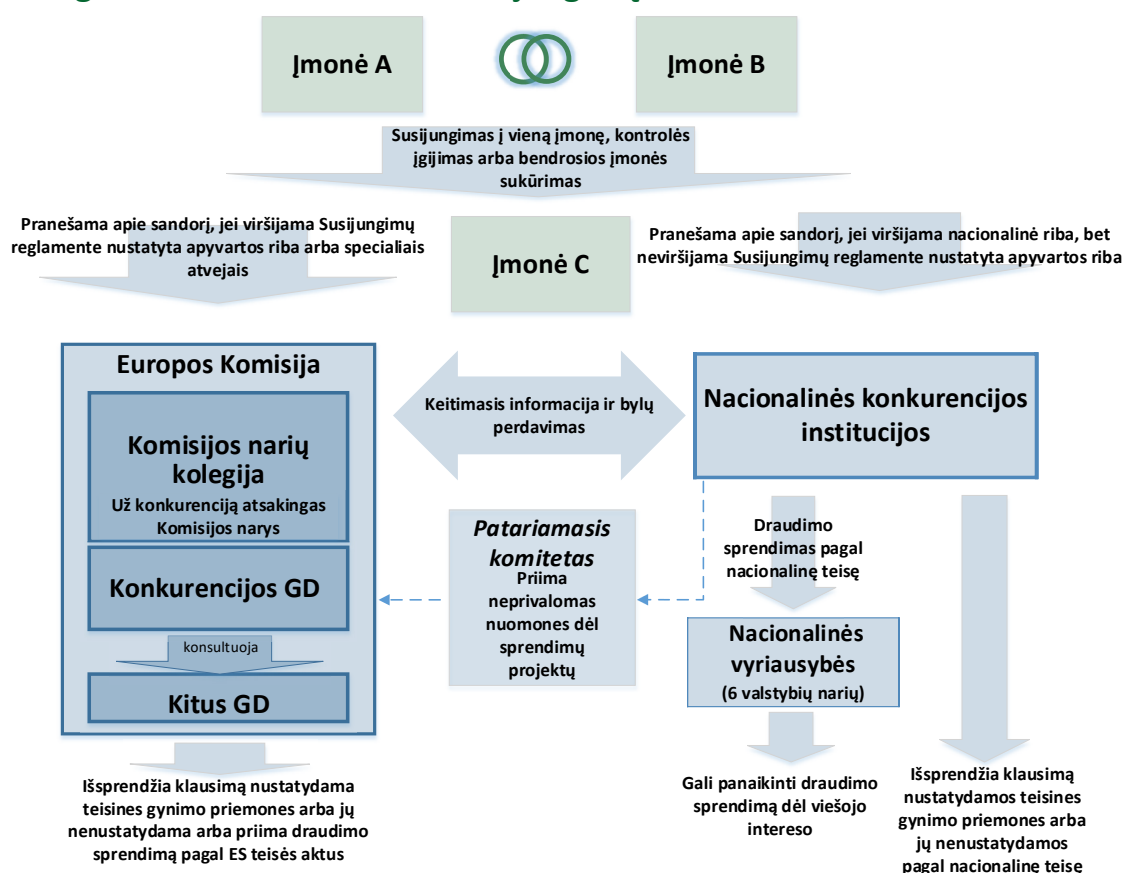 Įmonė A
Įmonė B
Susijungimas į vieną įmonę, kontrolės
įgijimas arba bendrosios įmonės
sukūrimas
Pranešama apie sandorį, jei viršijama Susijungimų
reglamente nustatyta apyvartos riba arba specialiais
atvejais
Įmonė C
Pranešama apie sandorį, jei viršijama nacionalinė riba, bet
neviršijama Susijungimų reglamente nustatyta apyvartos riba
Europos Komisija
Komisijos narių
kolegija
Už konkurenciją atsakingas
Komisijos narys
Konkurencijos GD
konsultuoja
Kitus GD
Keitimasis informacija ir bylų
perdavimas
Nacionalinės konkurencijos
institucijos
Patariamasis
komitetas
Priima
neprivalomas
nuomones dėl
sprendimų
projektų
Draudimo
sprendimas pagal
nacionalinę teisę
Nacionalinės
vyriausybės
(6 valstybių narių)
Išsprendžia klausimą nustatydama
teisines gynimo priemones arba jų
nenustatydama arba priima draudimo
sprendimą pagal ES teisės aktus
Gali panaikinti draudimo
sprendimą dėl viešojo
intereso
Išsprendžia klausimą
nustatydamos teisines
gynimo priemones arba
jų nenustatydamos
pagal nacionalinę teisę